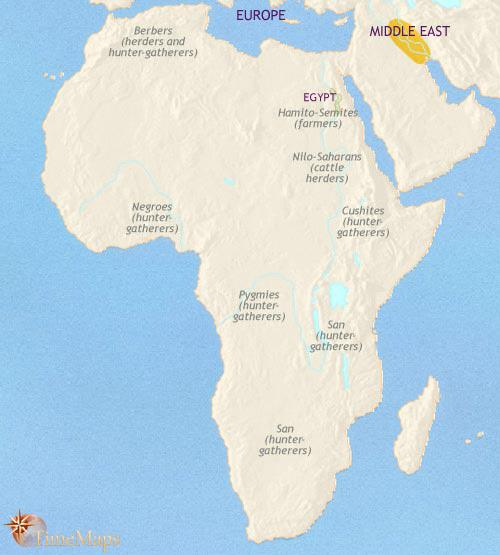 EUROPE
MIDDLE EAST
Berbers
(herders and
hunter-gatherers)
EGYPT
Hamito-Semites
(farmers)
Nilo-Saharans
(cattle
herders)
Negroes
(hunter-
gatherers)
Cushites
(hunter-
gatherers)
Pygmies
(hunter-
gatherers)
San
(hunter-
gatherers)
San
(hunter-
gatherers)
TimeMaps